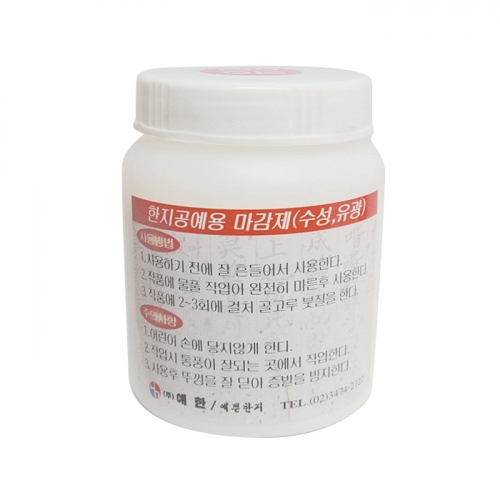 한지공예용 마감제(수성,유광)
사용방법
1.사용하기 전에 잘 흔들어서 사용한다.
2.작품에 물풀 작업이 완전히 마른후 사용한다.
3.작품에 2~3회에 걸쳐 골고루 붓질을 한다.
주의사항
1.어린이 손에 닿지않게 한다.
2.작업시 통풍이 잘되는 곳에서 작업한다.
3.사용후 뚜껑을 잘 닫아 증발을 방지한다.
(주) 예 한 / 예쁜한지 TEL.